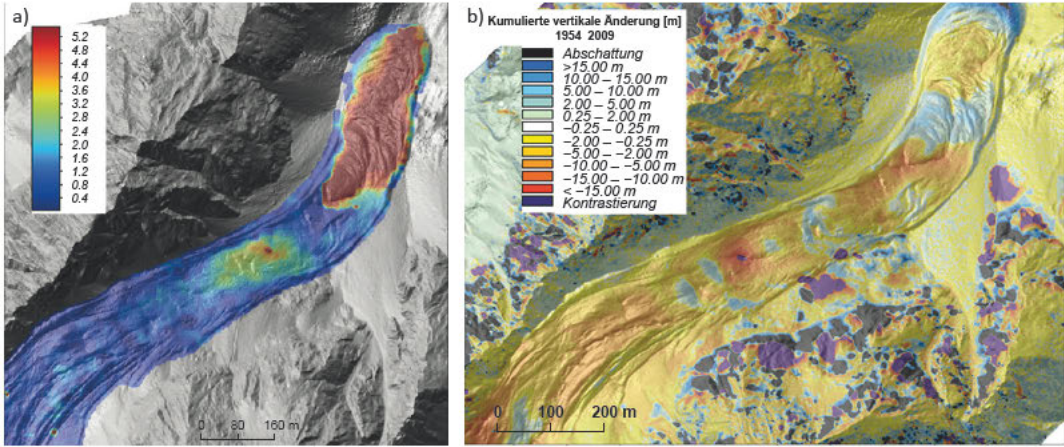 a)
5.2
4.8
4.0
3.6
3.2
2.8
2.4
2.0
1.6
1.2
0.8
0.4
0 80 160 m
b)
Kumulierte vertikale Änderung [m]
1954 2009
Abschattung
>15.00 m
10.00 – 15.00 m
5.00 – 10.00 m
2.00 – 5.00 m
0.25 – 2.00 m
–0.25 – 0.25 m
–2.00 – –0.25 m
–5.00 – –2.00 m
–10.00 – –5.00 m
–15.00 – –10.00 m
< –15.00 m
Kontrastierung
0 100 200 m